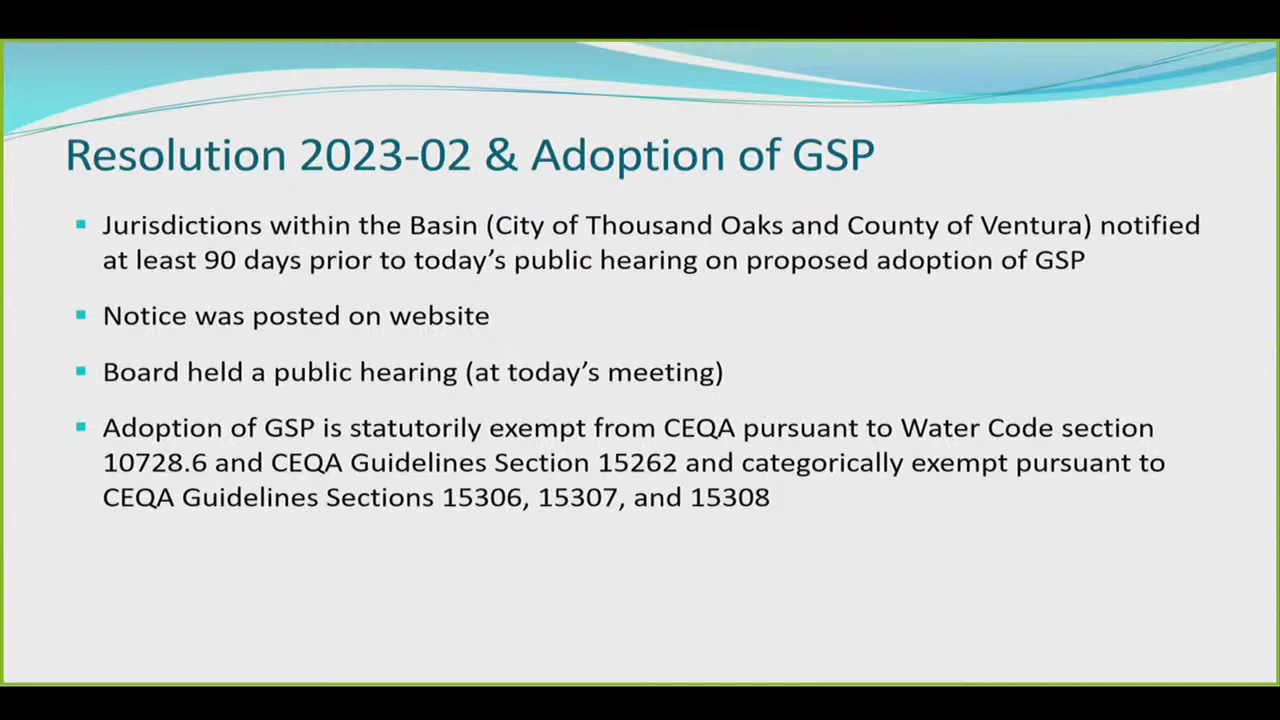 Resolution 2023-02 & Adoption of GSP
▪ Jurisdictions within the Basin (City of Thousand Oaks and County of Ventura) notified
at least 90 days prior to today’s public hearing on proposed adoption of GSP
▪ Notice was posted on website
▪ Board held a public hearing (at today’s meeting)
▪ Adoption of GSP is statutorily exempt from CEQA pursuant to Water Code section
10728.6 and CEQA Guidelines Section 15262 and categorically exempt pursuant to
CEQA Guidelines Sections 15306, 15307, and 15308